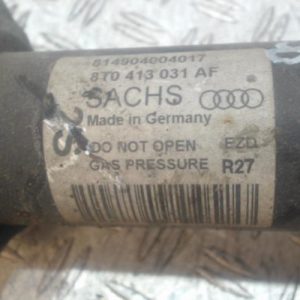 814904004017
8T0 413 031 AF
SACHS
Made in Germany
DO NOT OPEN EZD
GAS PRESSURE R27